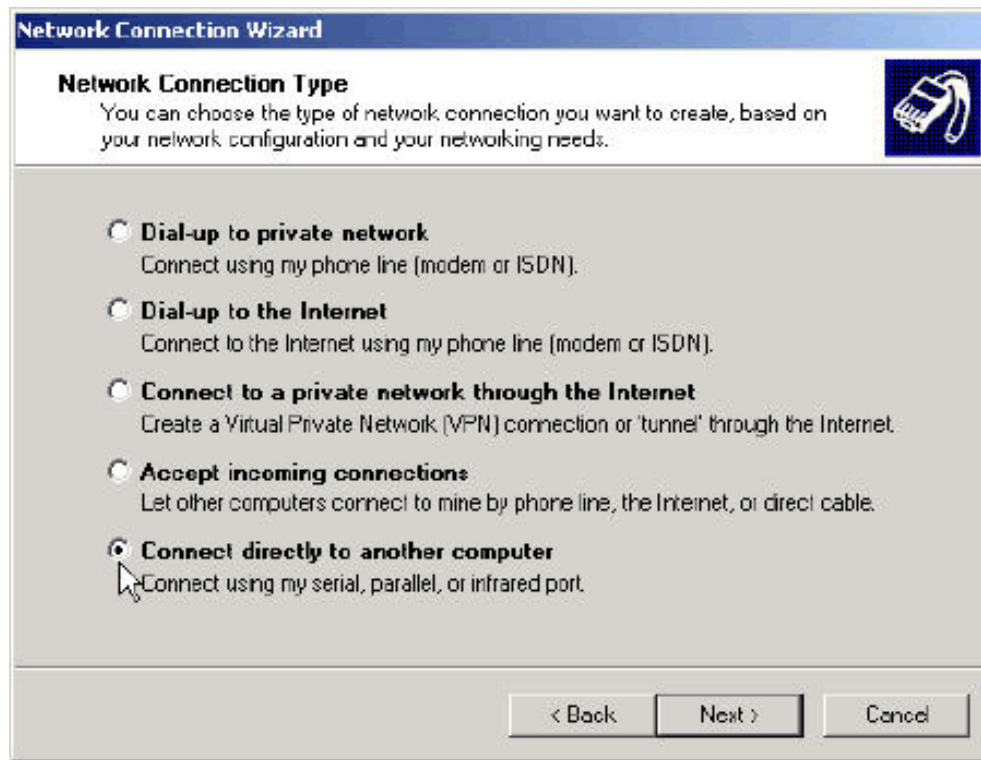 Network Connection Wizard
Network Connection Type
You can choose the type of network connection you want to create, based on
your network configuration and your networking needs.
Dial-up to private network
Connect using my phone line (modem or ISDN).
Dial-up to the Internet
Connect to the Internet using my phone line (modem or ISDN).
Connect to a private network through the Internet
Create a Virtual Private Network (VPN) connection or 'tunnel' through the Internet.
Accept incoming connections
Let other computers connect to mine by phone line, the Internet, or direct cable.
Connect directly to another computer
Connect using my serial, parallel, or infrared port.
< Back Next > Cancel